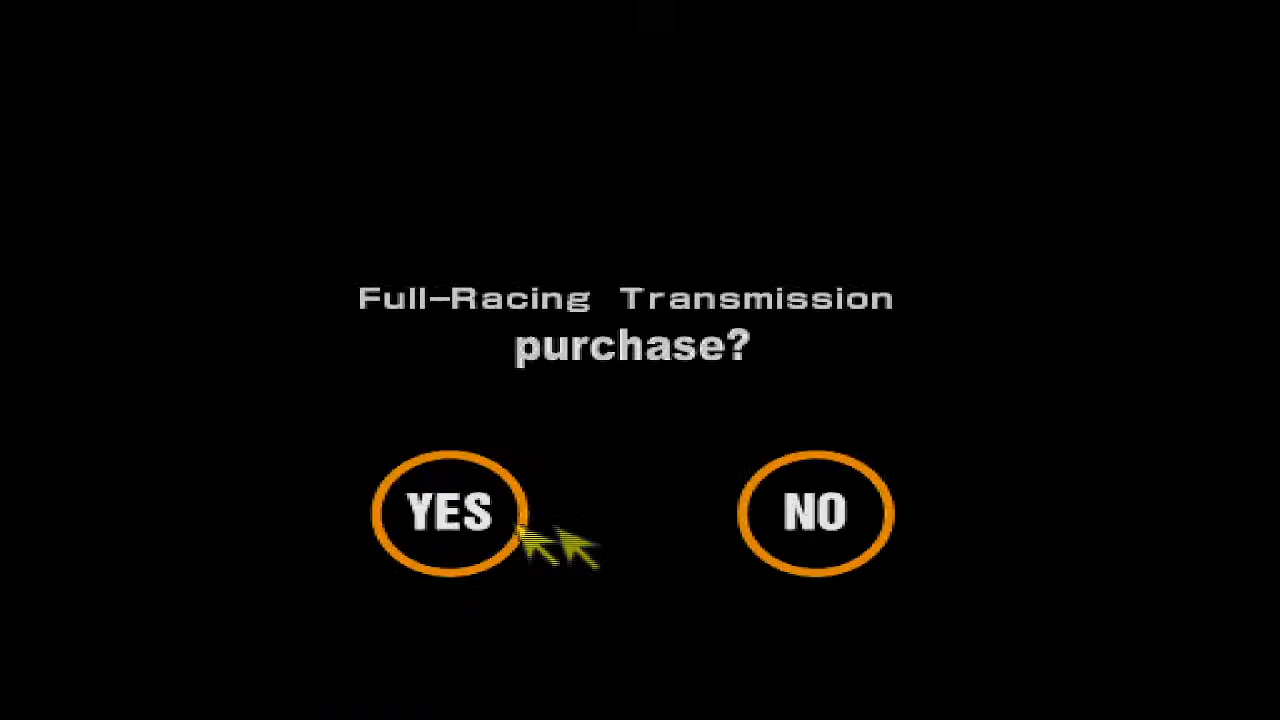 Full-Racing Transmission
purchase?
YES NO